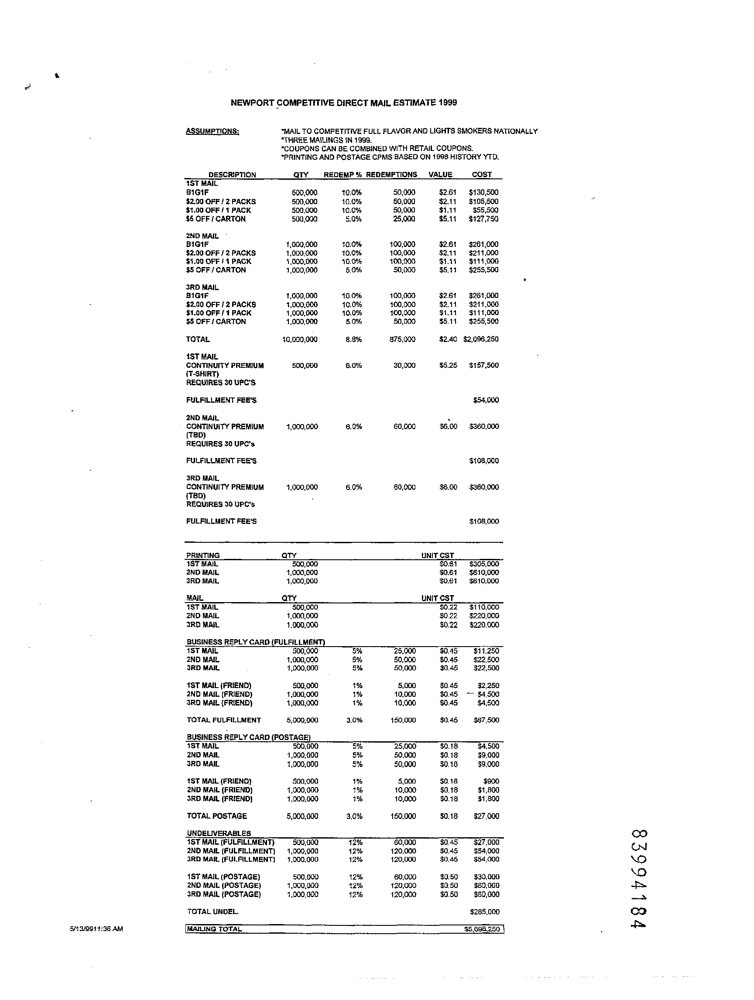 NEWPORT COMPETITIVE DIRECT MAIL ESTIMATE 1999
ASSUMPTIONS: *MAIL TO COMPETITIVE FULL FLAVOR AND LIGHTS SMOKERS NATIONALLY
*THREE MAILINGS IN 1999.
*COUPONS CAN BE COMBINED WITH RETAIL COUPONS.
*PRINTING AND POSTAGE CPMS BASED ON 1998 HISTORY YTD.
DESCRIPTION QTY REDEMP % REDEMPTIONS VALUE COST
1ST MAIL
B1G1F 500,000 10.0% 50,000 $2.61 $130,500
$2.00 OFF / 2 PACKS 500,000 10.0% 50,000 $2.11 $105,500
$1.00 OFF / 1 PACK 500,000 10.0% 50,000 $1.11 $55,500
$5 OFF / CARTON 500,000 5.0% 25,000 $5.11 $127,750
2ND MAIL
B1G1F 1,000,000 10.0% 100,000 $2.61 $261,000
$2.00 OFF / 2 PACKS 1,000,000 10.0% 100,000 $2.11 $211,000
$1.00 OFF / 1 PACK 1,000,000 10.0% 100,000 $1.11 $111,000
$5 OFF / CARTON 1,000,000 5.0% 50,000 $5.11 $255,500
3RD MAIL
B1G1F 1,000,000 10.0% 100,000 $2.61 $261,000
$2.00 OFF / 2 PACKS 1,000,000 10.0% 100,000 $2.11 $211,000
$1.00 OFF / 1 PACK 1,000,000 10.0% 100,000 $1.11 $111,000
$5 OFF / CARTON 1,000,000 5.0% 50,000 $5.11 $255,500
TOTAL 10,000,000 8.8% 875,000 $2.40 $2,096,250
1ST MAIL
CONTINUITY PREMIUM 500,000 6.0% 30,000 $5.25 $157,500
(T-SHIRT)
REQUIRES 30 UPC'S
FULFILLMENT FEE'S $54,000
2ND MAIL
CONTINUITY PREMIUM 1,000,000 6.0% 60,000 $6.00 $360,000
(TBD)
REQUIRES 30 UPC's
FULFILLMENT FEE'S $108,000
3RD MAIL
CONTINUITY PREMIUM 1,000,000 6.0% 60,000 $6.00 $360,000
(TBD)
REQUIRES 30 UPC's
FULFILLMENT FEE'S $108,000
PRINTING QTY UNIT CST
1ST MAIL 500,000 $0.61 $305,000
2ND MAIL 1,000,000 $0.61 $610,000
3RD MAIL 1,000,000 $0.61 $610,000
MAIL QTY UNIT CST
1ST MAIL 500,000 $0.22 $110,000
2ND MAIL 1,000,000 $0.22 $220,000
3RD MAIL 1,000,000 $0.22 $220,000
BUSINESS REPLY CARD (FULFILLMENT)
1ST MAIL 500,000 5% 25,000 $0.45 $11,250
2ND MAIL 1,000,000 5% 50,000 $0.45 $22,500
3RD MAIL 1,000,000 5% 50,000 $0.45 $22,500
1ST MAIL (FRIEND) 500,000 1% 5,000 $0.45 $2,250
2ND MAIL (FRIEND) 1,000,000 1% 10,000 $0.45 $4,500
3RD MAIL (FRIEND) 1,000,000 1% 10,000 $0.45 $4,500
TOTAL FULFILLMENT 5,000,000 3.0% 150,000 $0.45 $67,500
BUSINESS REPLY CARD (POSTAGE)
1ST MAIL 500,000 5% 25,000 $0.18 $4,500
2ND MAIL 1,000,000 5% 50,000 $0.18 $9,000
3RD MAIL 1,000,000 5% 50,000 $0.18 $9,000
1ST MAIL (FRIEND) 500,000 1% 5,000 $0.18 $900
2ND MAIL (FRIEND) 1,000,000 1% 10,000 $0.18 $1,800
3RD MAIL (FRIEND) 1,000,000 1% 10,000 $0.18 $1,800
TOTAL POSTAGE 5,000,000 3.0% 150,000 $0.18 $27,000
UNDELIVERABLES
1ST MAIL (FULFILLMENT) 500,000 12% 60,000 $0.45 $27,000
2ND MAIL (FULFILLMENT) 1,000,000 12% 120,000 $0.45 $54,000
3RD MAIL (FULFILLMENT) 1,000,000 12% 120,000 $0.45 $54,000
1ST MAIL (POSTAGE) 500,000 12% 60,000 $0.50 $30,000
2ND MAIL (POSTAGE) 1,000,000 12% 120,000 $0.50 $60,000
3RD MAIL (POSTAGE) 1,000,000 12% 120,000 $0.50 $60,000
TOTAL UNDEL. $285,000
MAILING TOTAL $5,698,250
5/13/9911:36 AM
83994184